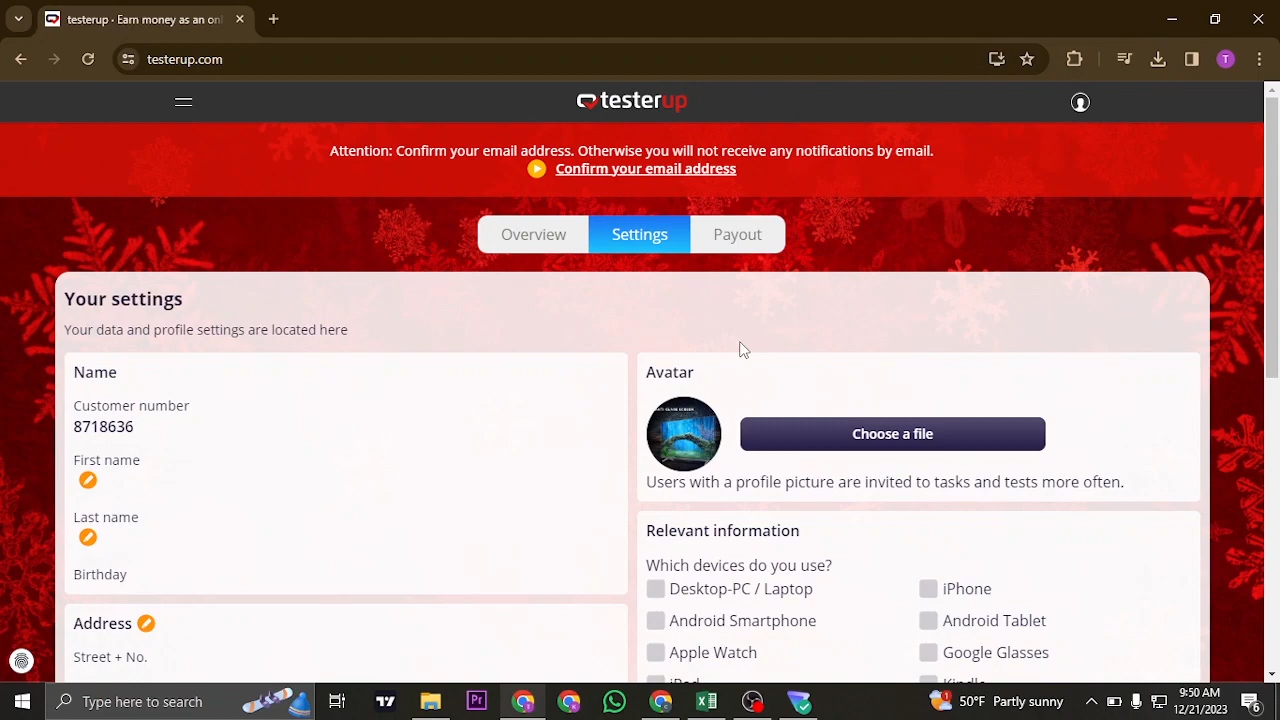 testerup - Earn money as an onl
testerup.com
testerup
Attention: Confirm your email address. Otherwise you will not receive any notifications by email.
Confirm your email address
Overview
Settings
Payout
Your settings
Your data and profile settings are located here
Name
Customer number
8718636
First name
Last name
Birthday
Address
Street + No.
Avatar
Choose a file
Users with a profile picture are invited to tasks and tests more often.
Relevant information
Which devices do you use?
Desktop-PC / Laptop
iPhone
Android Smartphone
Android Tablet
Apple Watch
Google Glasses
iPad
Kindle
Type here to search
50°F Partly sunny
9:50 AM
12/21/2023
6
T
1